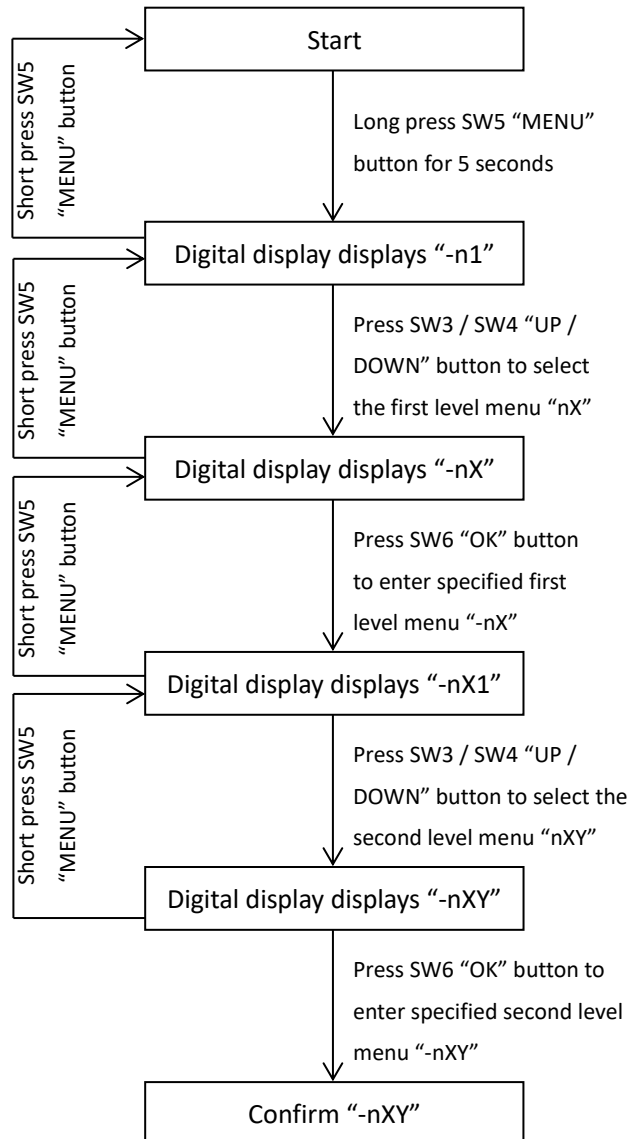 Start
Short press SW5
“MENU” button
Long press SW5 “MENU”
button for 5 seconds
Digital display displays “-n1”
Short press SW5
“MENU” button
Press SW3 / SW4 “UP /
DOWN” button to select
the first level menu “nX”
Digital display displays “-nX”
Short press SW5
“MENU” button
Press SW6 “OK” button
to enter specified first
level menu “-nX”
Digital display displays “-nX1”
Short press SW5
“MENU” button
Press SW3 / SW4 “UP /
DOWN” button to select the
second level menu “nXY”
Digital display displays “-nXY”
Press SW6 “OK” button to
enter specified second level
menu “-nXY”
Confirm “-nXY”